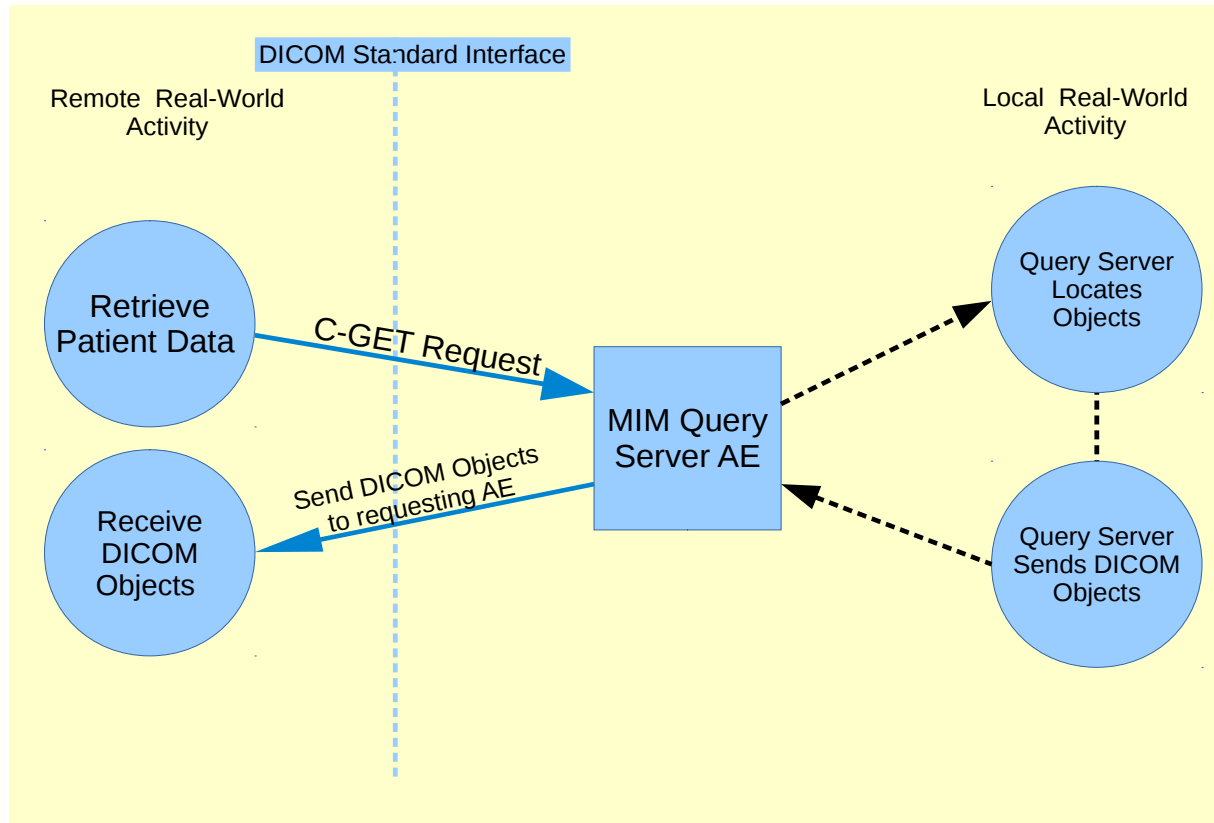 DICOM Standard Interface
Remote Real-World
Activity
Local Real-World
Activity
Retrieve
Patient Data
C-GET Request
MIM Query
Server AE
Query Server
Locates
Objects
Send DICOM Objects
to requesting AE
Receive
DICOM
Objects
Query Server
Sends DICOM
Objects